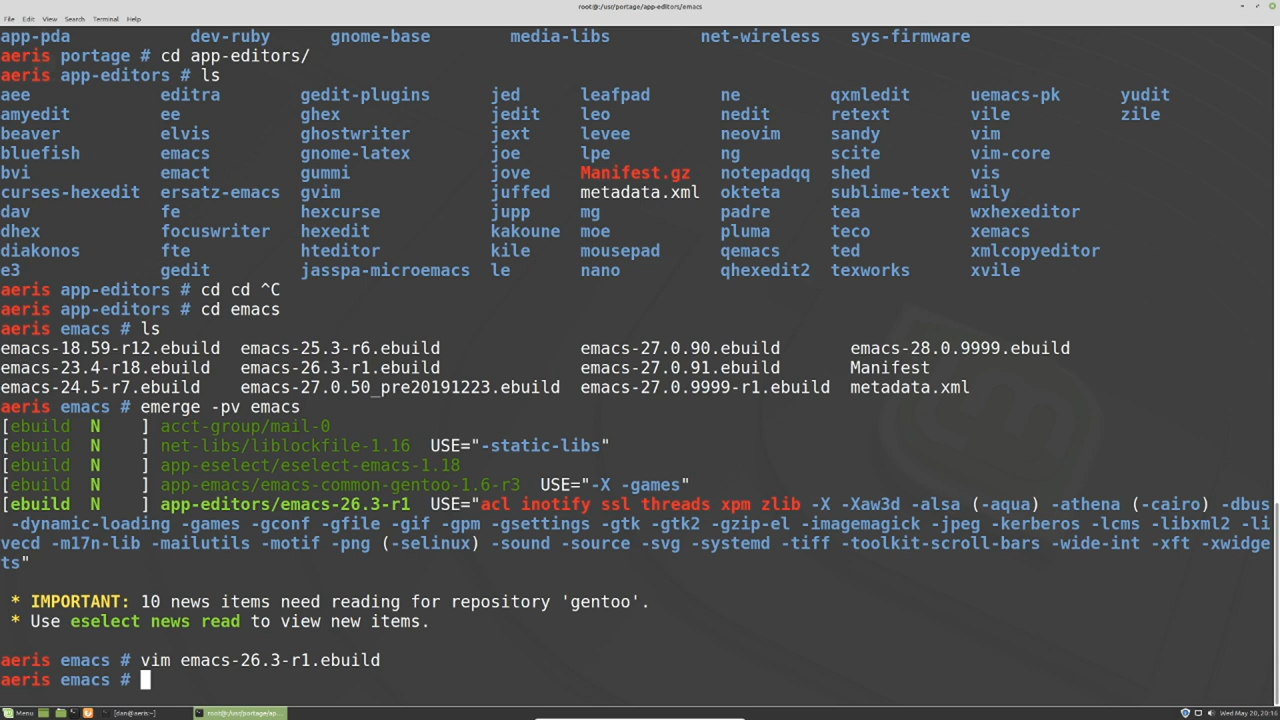 root@:/usr/portage/app-editors/emacs
File Edit View Search Terminal Help
app-pda dev-ruby gnome-base media-libs net-wireless sys-firmware
aeris portage # cd app-editors/
aeris app-editors # ls
aee editra gedit-plugins jed leafpad ne qxmledit uemacs-pk yudit
amyedit ee ghex jedit leo nedit retext vile zile
beaver elvis ghostwriter jext levee neovim sandy vim
bluefish emacs gnome-latex joe lpe ng scite vim-core
bvi emact gummi jove Manifest.gz notepadqq shed vis
curses-hexedit ersatz-emacs gvim juffed metadata.xml okteta sublime-text wily
dav fe hexcurse jupp mg padre tea wxhexeditor
dhex focuswriter hexedit kakoune moe pluma teco xemacs
diakonos fte hteditor kile mousepad qemacs ted xmlcopyeditor
e3 gedit jasspa-microemacs le nano qhexedit2 texworks xvile
aeris app-editors # cd cd ^C
aeris app-editors # cd emacs
aeris emacs # ls
emacs-18.59-r12.ebuild emacs-25.3-r6.ebuild emacs-27.0.90.ebuild emacs-28.0.9999.ebuild
emacs-23.4-r18.ebuild emacs-26.3-r1.ebuild emacs-27.0.91.ebuild Manifest
emacs-24.5-r7.ebuild emacs-27.0.50_pre20191223.ebuild emacs-27.0.9999-r1.ebuild metadata.xml
aeris emacs # emerge -pv emacs
[ebuild N ] acct-group/mail-0
[ebuild N ] net-libs/liblockfile-1.16 USE="-static-libs"
[ebuild N ] app-eselect/eselect-emacs-1.18
[ebuild N ] app-emacs/emacs-common-gentoo-1.6-r3 USE="-X -games"
[ebuild N ] app-editors/emacs-26.3-r1 USE="acl inotify ssl threads xpm zlib -X -Xaw3d -alsa (-aqua) -athena (-cairo) -dbus
-dynamic-loading -games -gconf -gfile -gif -gpm -gsettings -gtk -gtk2 -gzip-el -imagemagick -jpeg -kerberos -lcms -libxml2 -li
vecd -m17n-lib -mailutils -motif -png (-selinux) -sound -source -svg -systemd -tiff -toolkit-scroll-bars -wide-int -xft -xwidge
ts"
* IMPORTANT: 10 news items need reading for repository 'gentoo'.
* Use eselect news read to view new items.
aeris emacs # vim emacs-26.3-r1.ebuild
aeris emacs #
Menu [dan@aeris:~] root@:/usr/portage/ap... Wed May 20, 20:16